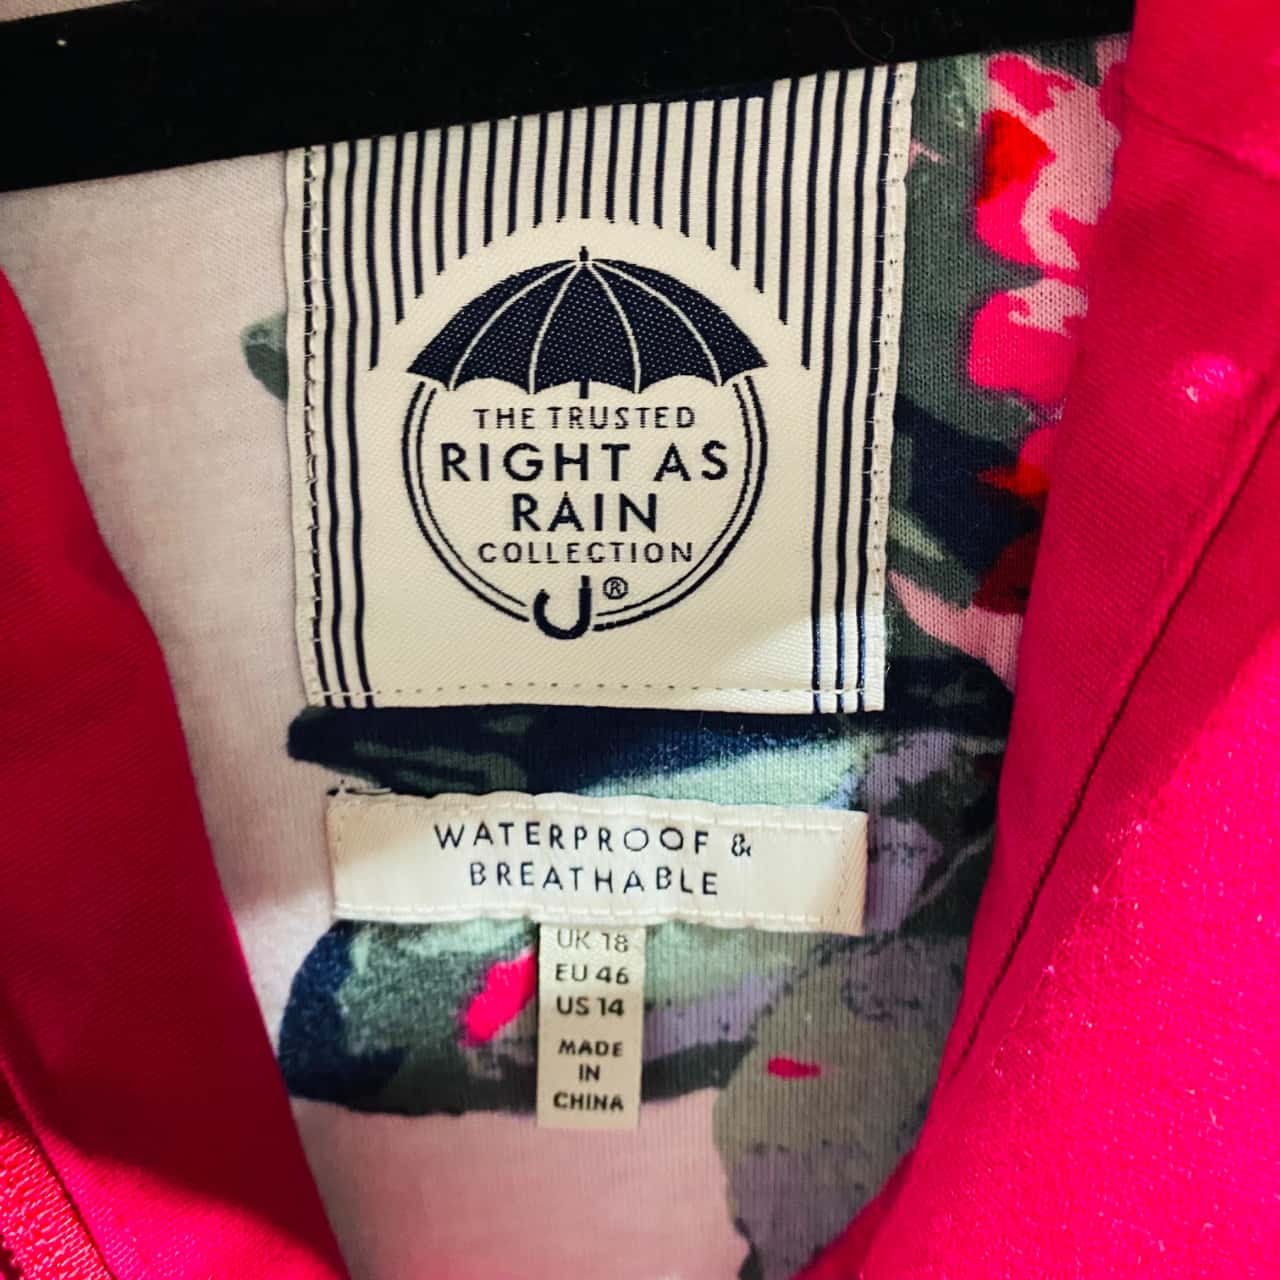 THE TRUSTED
RIGHT AS
RAIN
COLLECTION
®
WATERPROOF &
BREATHABLE
UK 18
EU 46
US 14
MADE
IN
CHINA